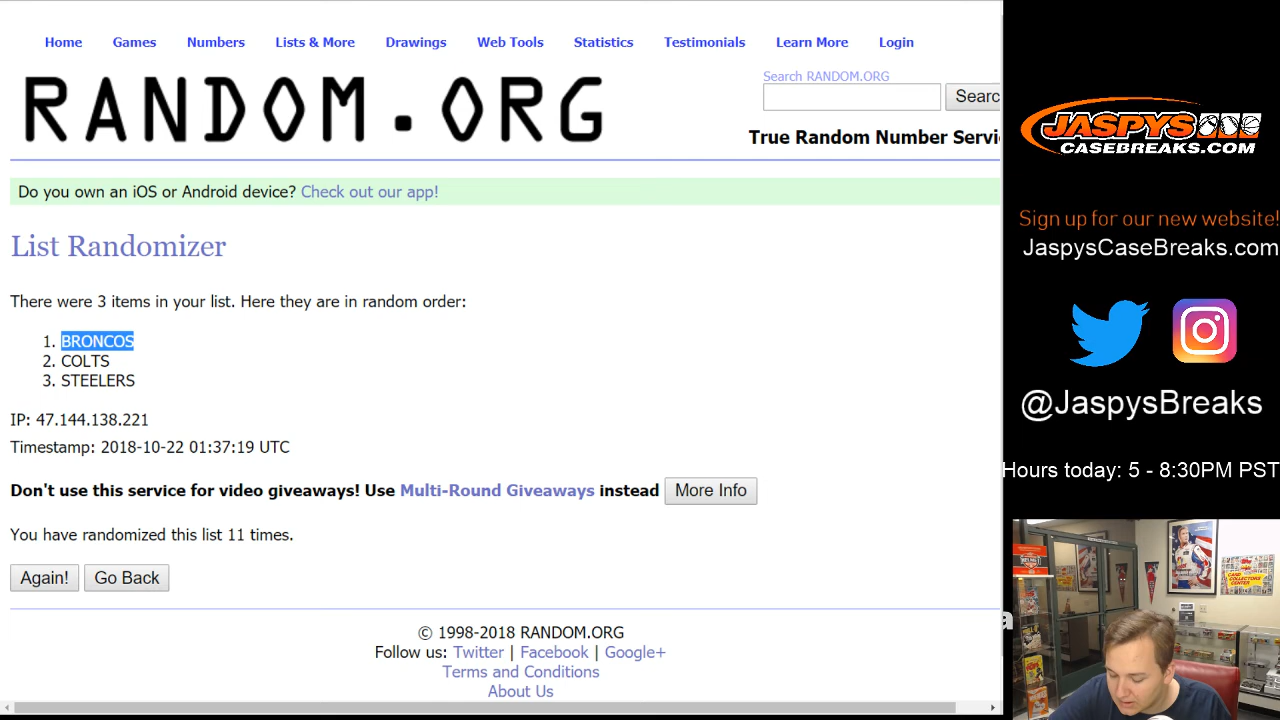 Home Games Numbers Lists & More Drawings Web Tools Statistics Testimonials Learn More Login
RANDOM.ORG
Search RANDOM.ORG
Searc
True Random Number Servi
Do you own an iOS or Android device? Check out our app!
List Randomizer
There were 3 items in your list. Here they are in random order:
1. BRONCOS
2. COLTS
3. STEELERS
IP: 47.144.138.221
Timestamp: 2018-10-22 01:37:19 UTC
Don't use this service for video giveaways! Use Multi-Round Giveaways instead More Info
You have randomized this list 11 times.
Again! Go Back
© 1998-2018 RANDOM.ORG
Follow us: Twitter | Facebook | Google+
Terms and Conditions
About Us
JASPYS
CASEBREAKS.COM
Sign up for our new website!
JaspysCaseBreaks.com
@JaspysBreaks
Hours today: 5 - 8:30PM PST
a